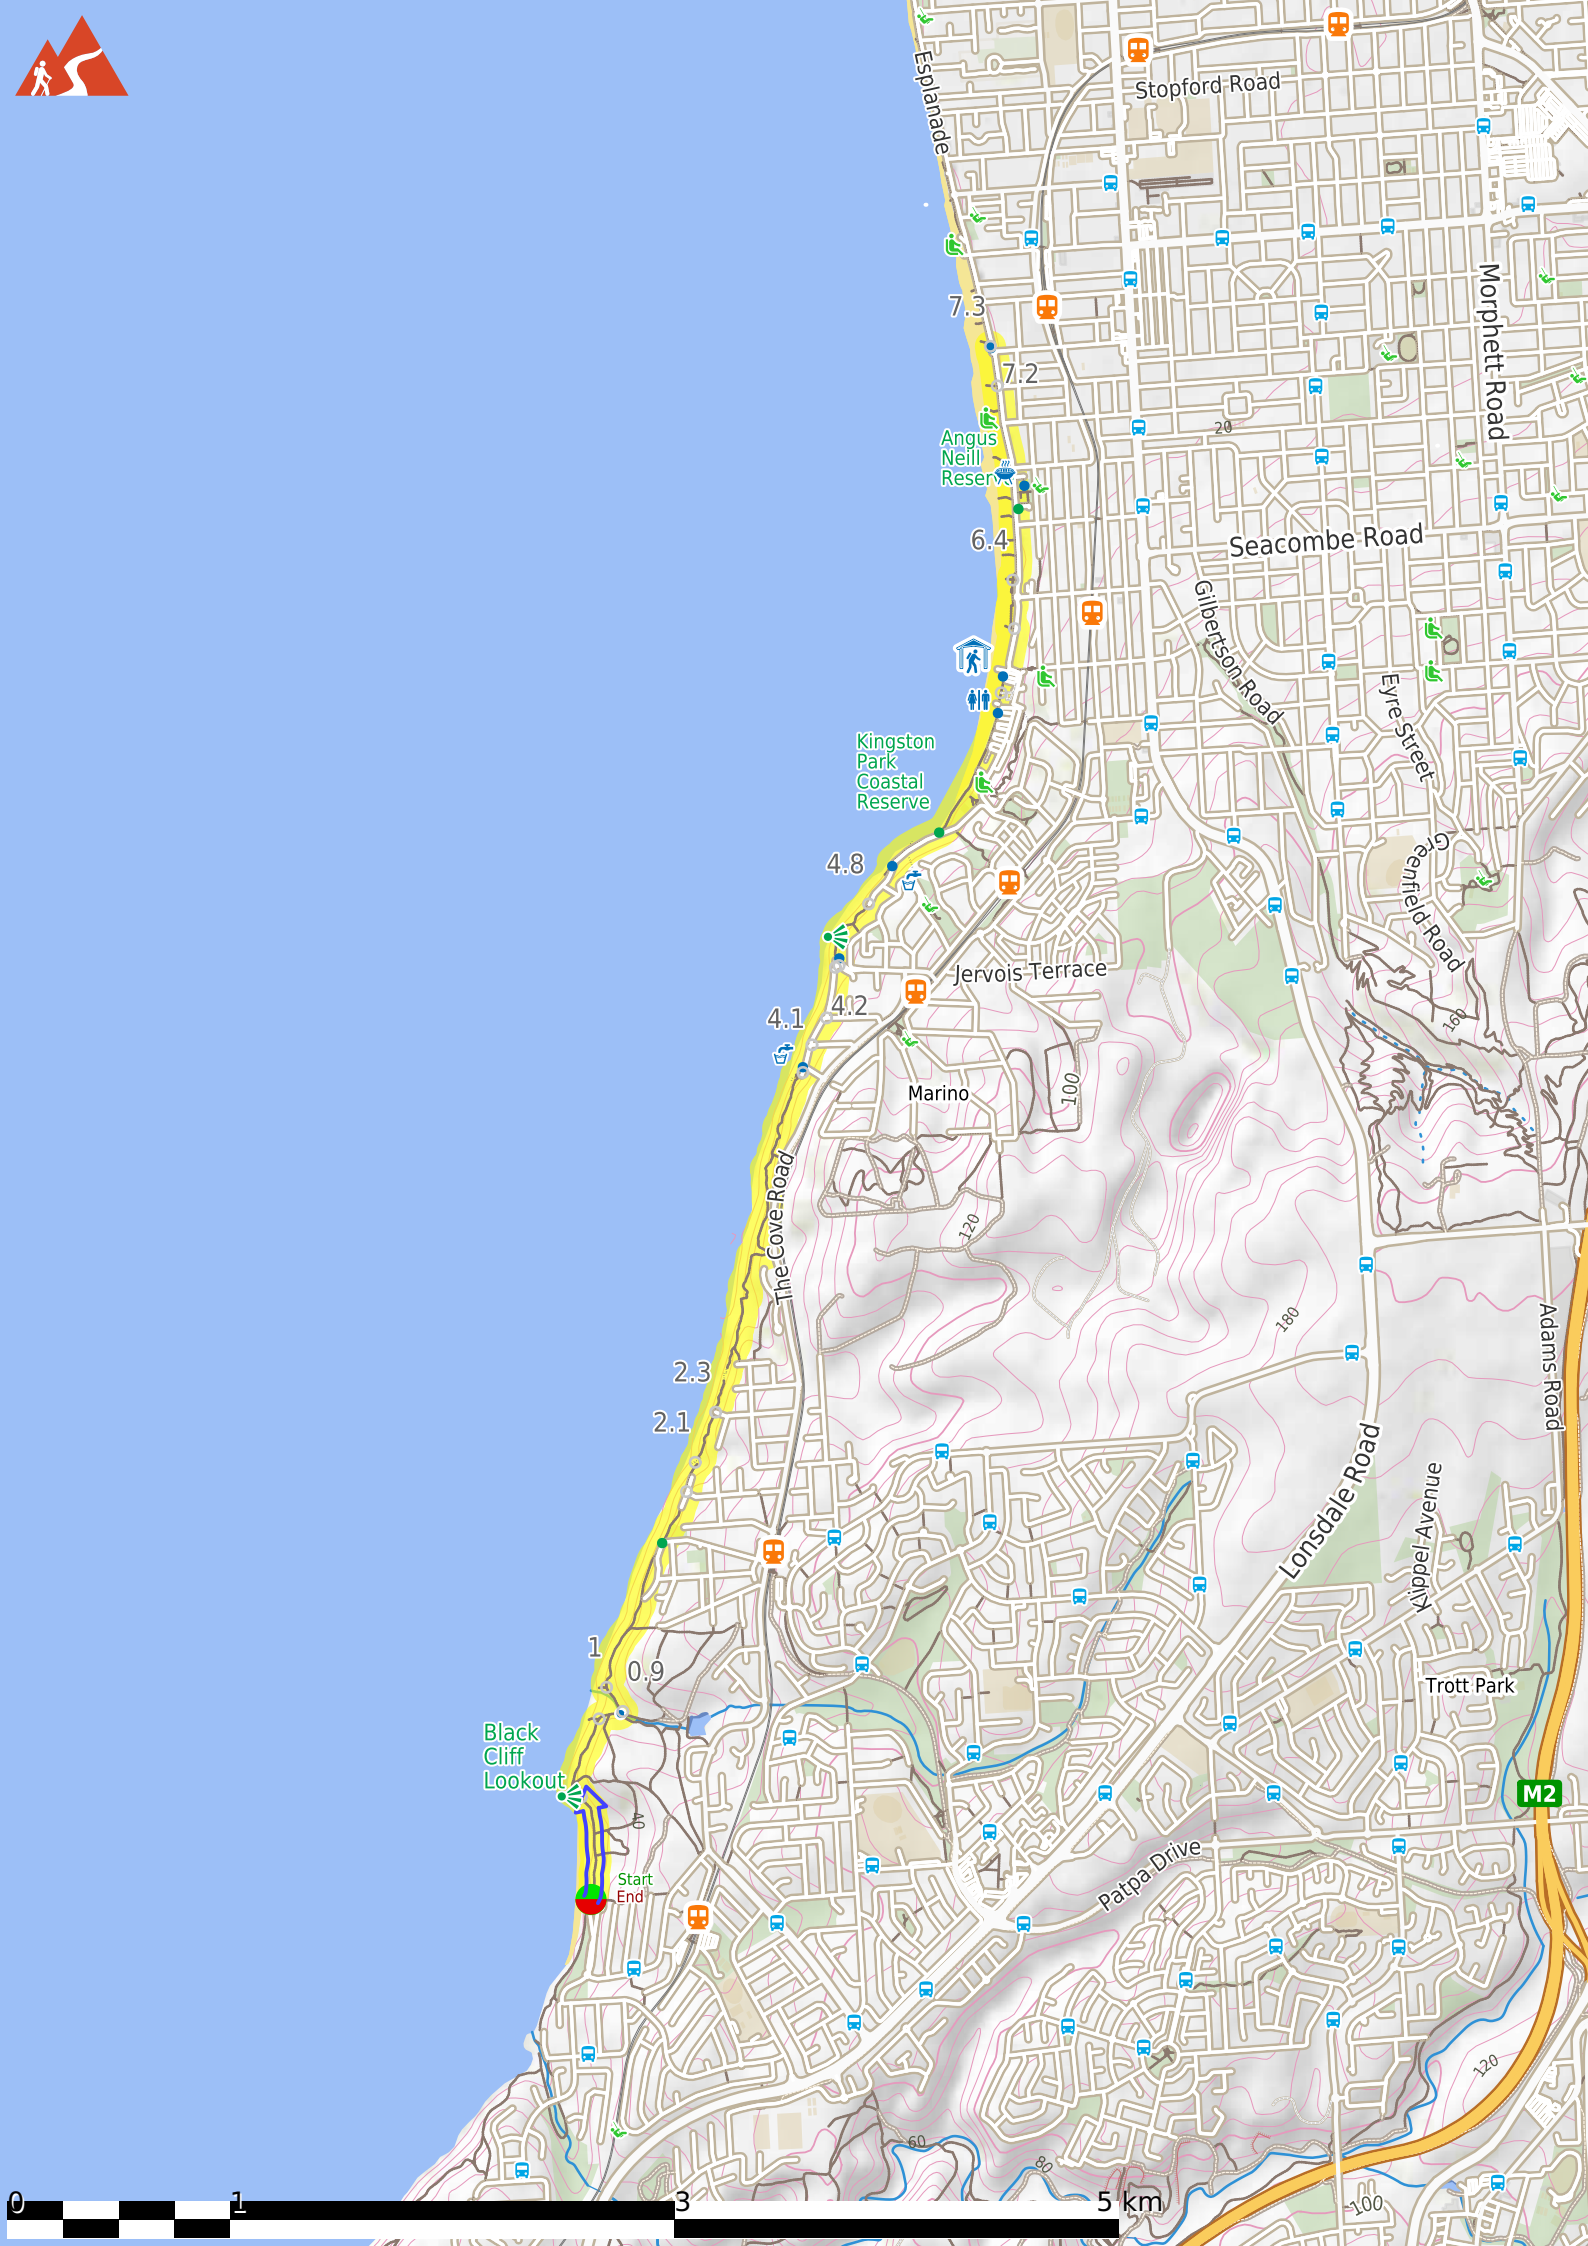 Esplanade
Stopford Road
Morphett Road
7.3
7.2
20
Angus
Neill
Reserv
6.4
Seacombe Road
Gilbertson Road
Eyre Street
Kingston
Park
Coastal
Reserve
4.8
Greenfield Road
Jervois Terrace
4.2
4.1
160
Marino
100
The Cove Road
120
180
Adams Road
2.3
2.1
Lonsdale Road
Kippel Avenue
1
0.9
Trott Park
Black
Cliff
Lookout
M2
40
Patpa Drive
Start
End
120
60
80
100
0
1
3
5 km